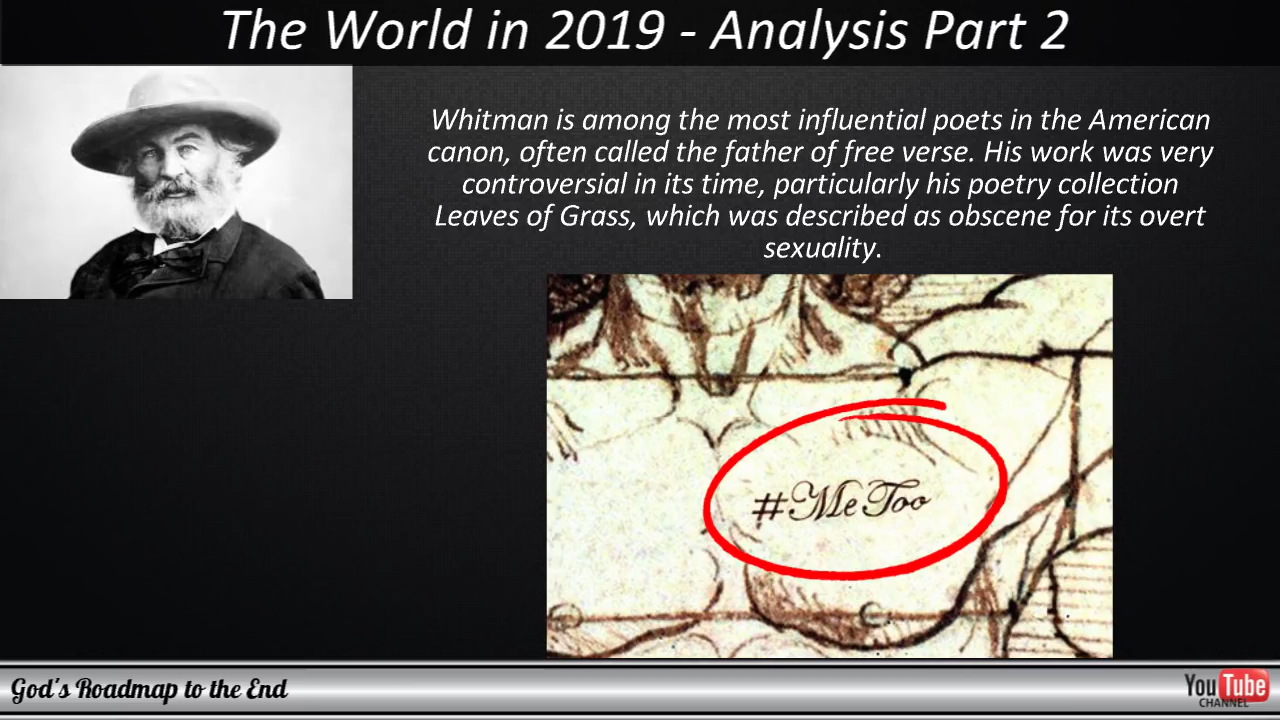 The World in 2019 - Analysis Part 2
Whitman is among the most influential poets in the American
canon, often called the father of free verse. His work was very
controversial in its time, particularly his poetry collection
Leaves of Grass, which was described as obscene for its overt
sexuality.
#MeToo
God's Roadmap to the End
YouTube
CHANNEL